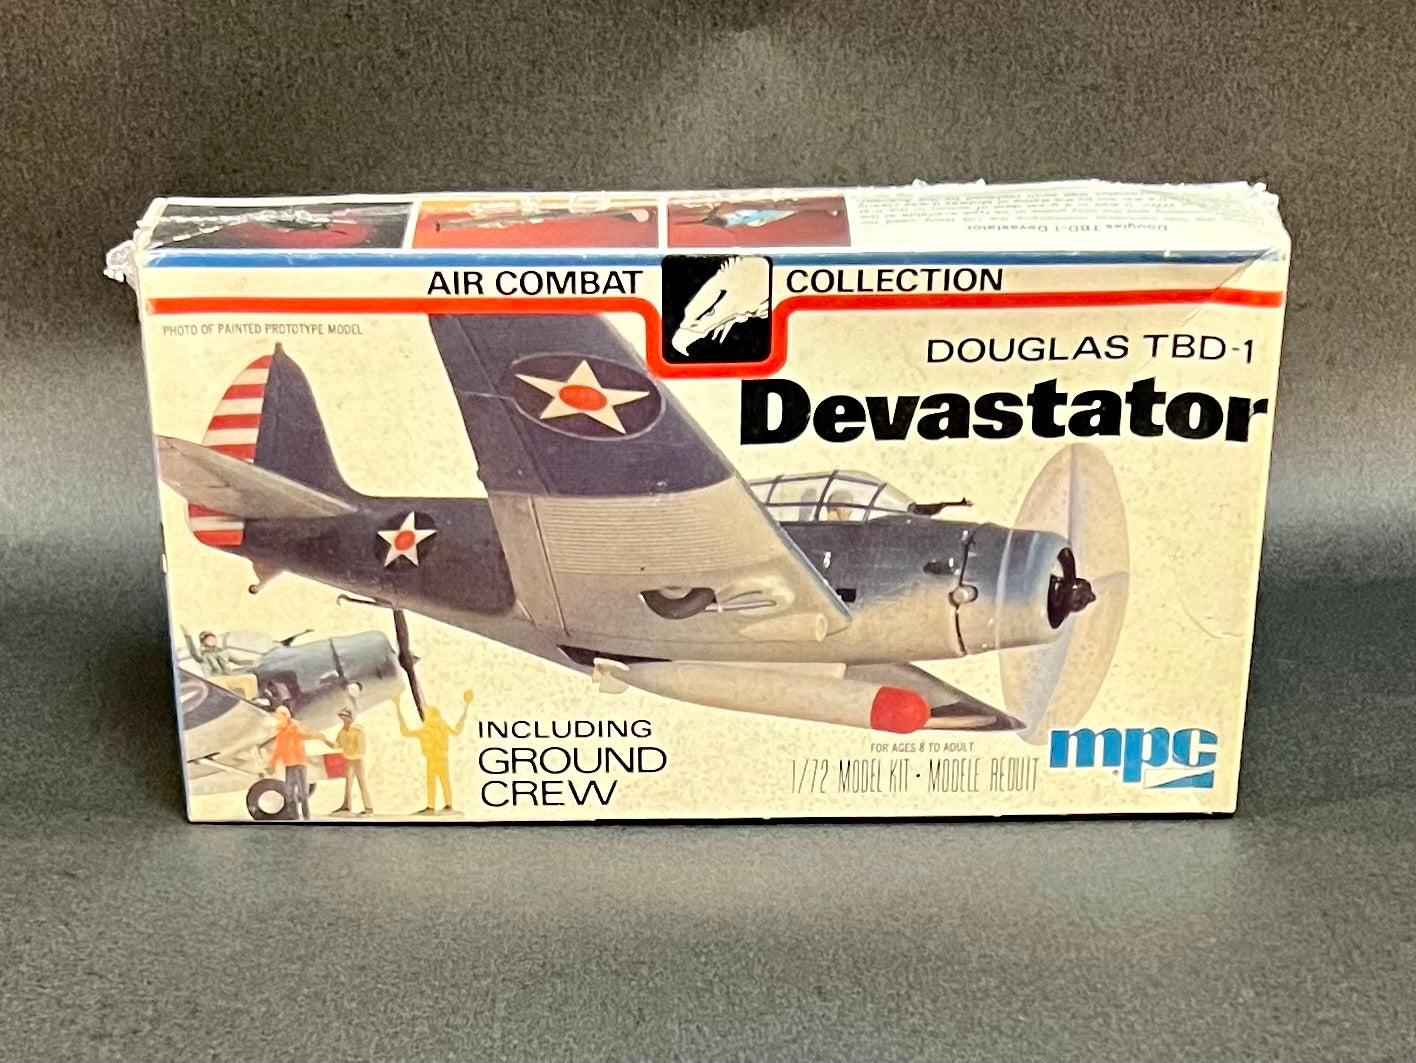 Douglas TBD-1 Devastator
AIR COMBAT COLLECTION
PHOTO OF PAINTED PROTOTYPE MODEL
DOUGLAS TBD-1
Devastator
INCLUDING
GROUND
CREW
FOR AGES 8 TO ADULT
1/72 MODEL KIT • MODELE REDUIT
mpc